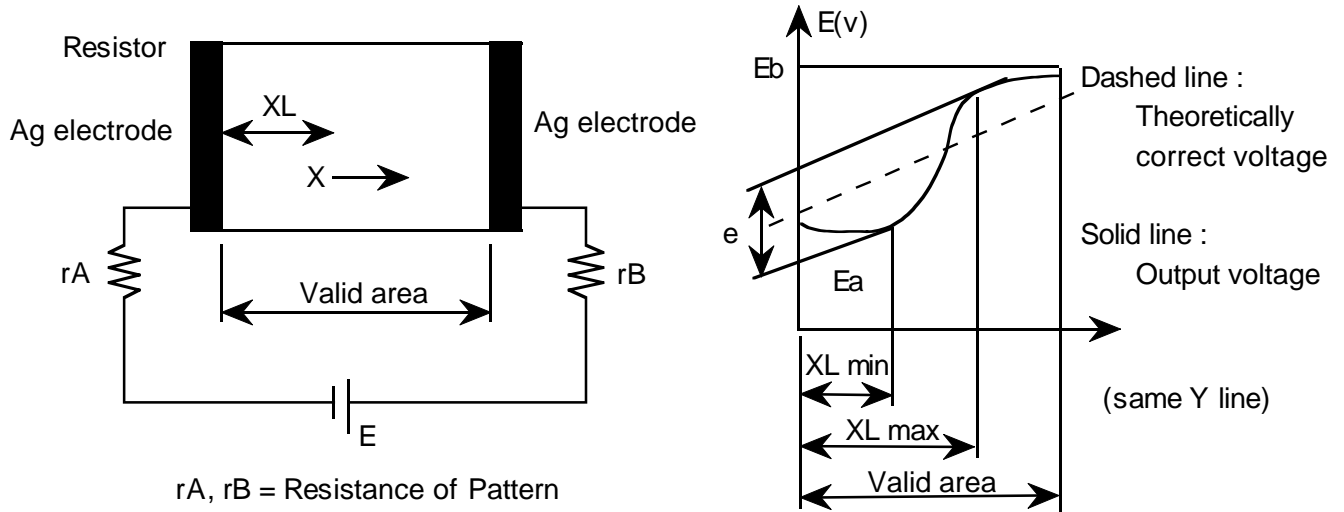 Resistor
XL
Ag electrode
Ag electrode
X
rA
rB
Valid area
E
rA, rB = Resistance of Pattern
E(v)
Eb
Dashed line :
Theoretically
correct voltage
e
Solid line :
Output voltage
Ea
XL min
(same Y line)
XL max
Valid area